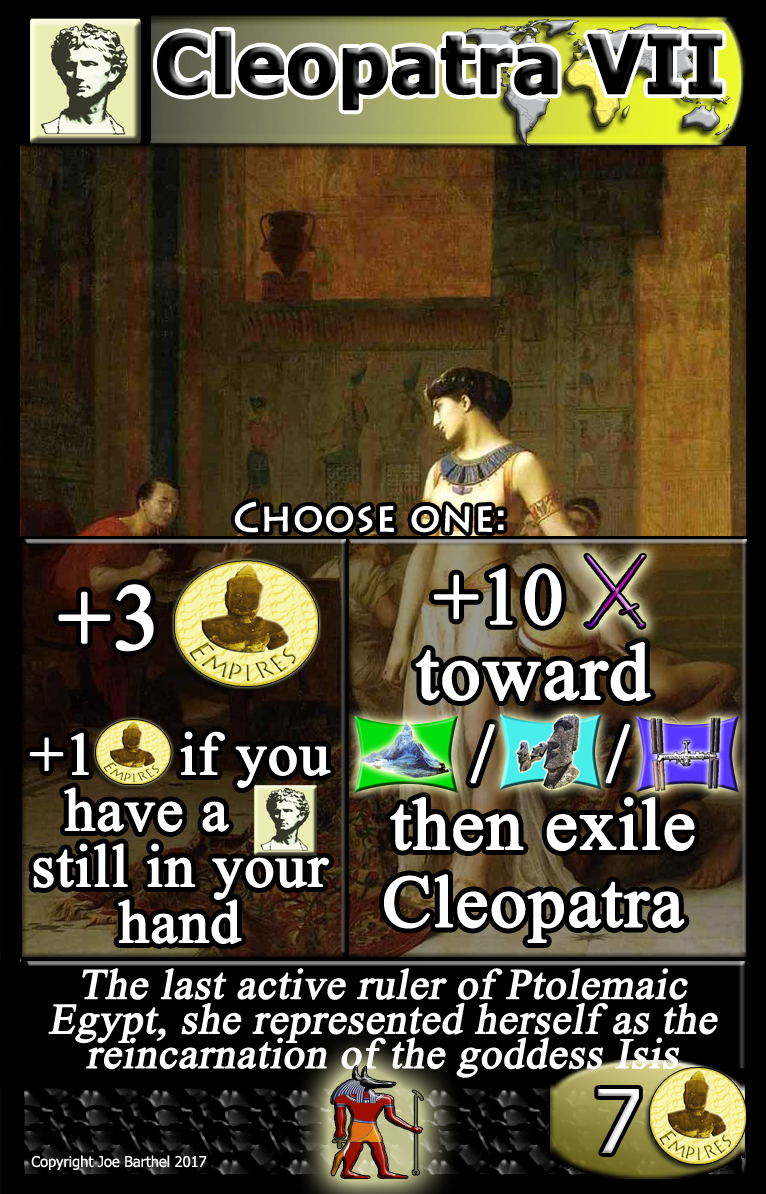 Cleopatra VII
CHOOSE ONE:
+3
EMPIRES
+1 EMPIRES if you
have a
still in your
hand
+10
toward
/ /
then exile
Cleopatra
The last active ruler of Ptolemaic
Egypt, she represented herself as the
reincarnation of the goddess Isis
7 EMPIRES
Copyright Joe Barthel 2017